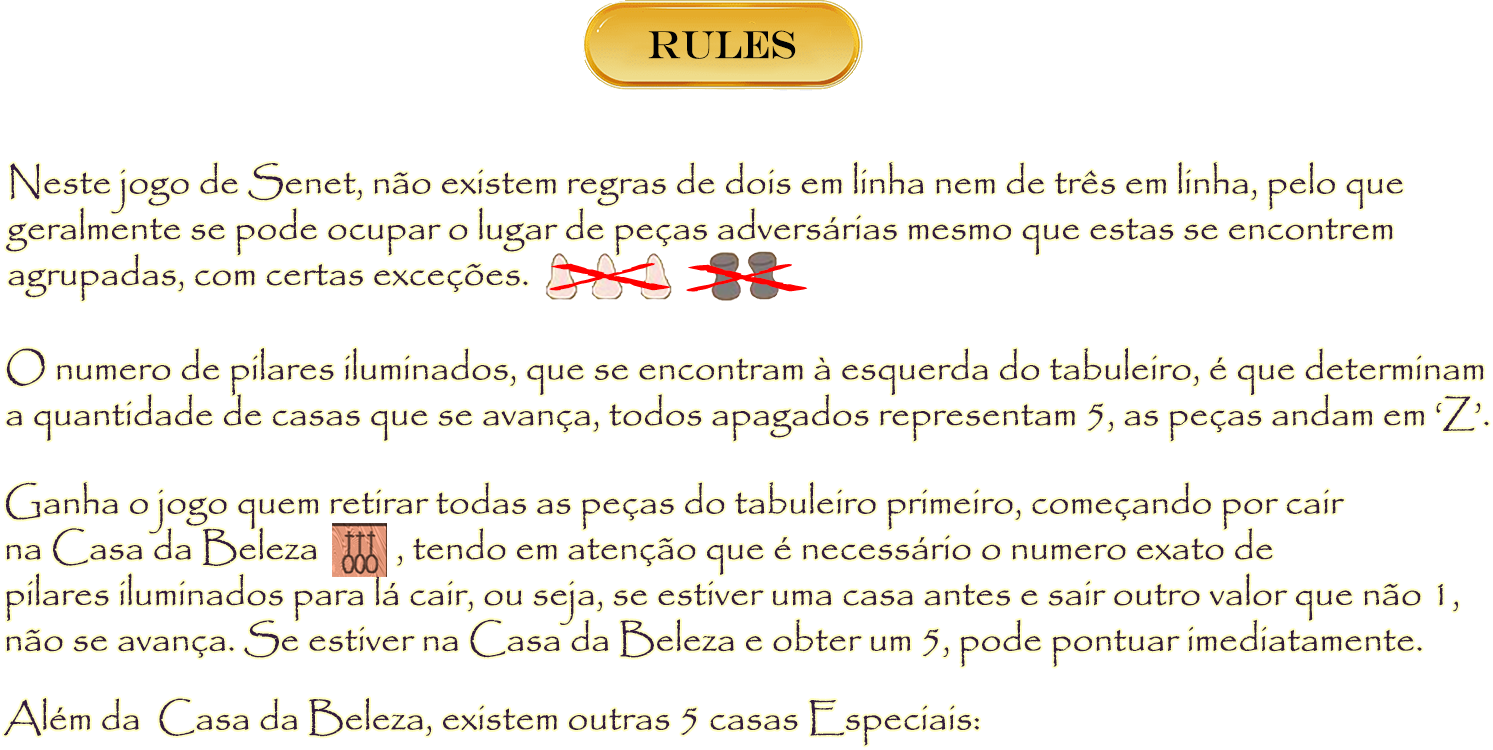 RULES
Neste jogo de Senet, não existem regras de dois em linha nem de três em linha, pelo que
geralmente se pode ocupar o lugar de peças adversárias mesmo que estas se encontrem
agrupadas, com certas exceções.
O numero de pilares iluminados, que se encontram à esquerda do tabuleiro, é que determinam
a quantidade de casas que se avança, todos apagados representam 5, as peças andam em ‘Z’.
Ganha o jogo quem retirar todas as peças do tabuleiro primeiro, começando por cair
na Casa da Beleza , tendo em atenção que é necessário o numero exato de
pilares iluminados para lá cair, ou seja, se estiver uma casa antes e sair outro valor que não 1,
não se avança. Se estiver na Casa da Beleza e obter um 5, pode pontuar imediatamente.
Além da Casa da Beleza, existem outras 5 casas Especiais: